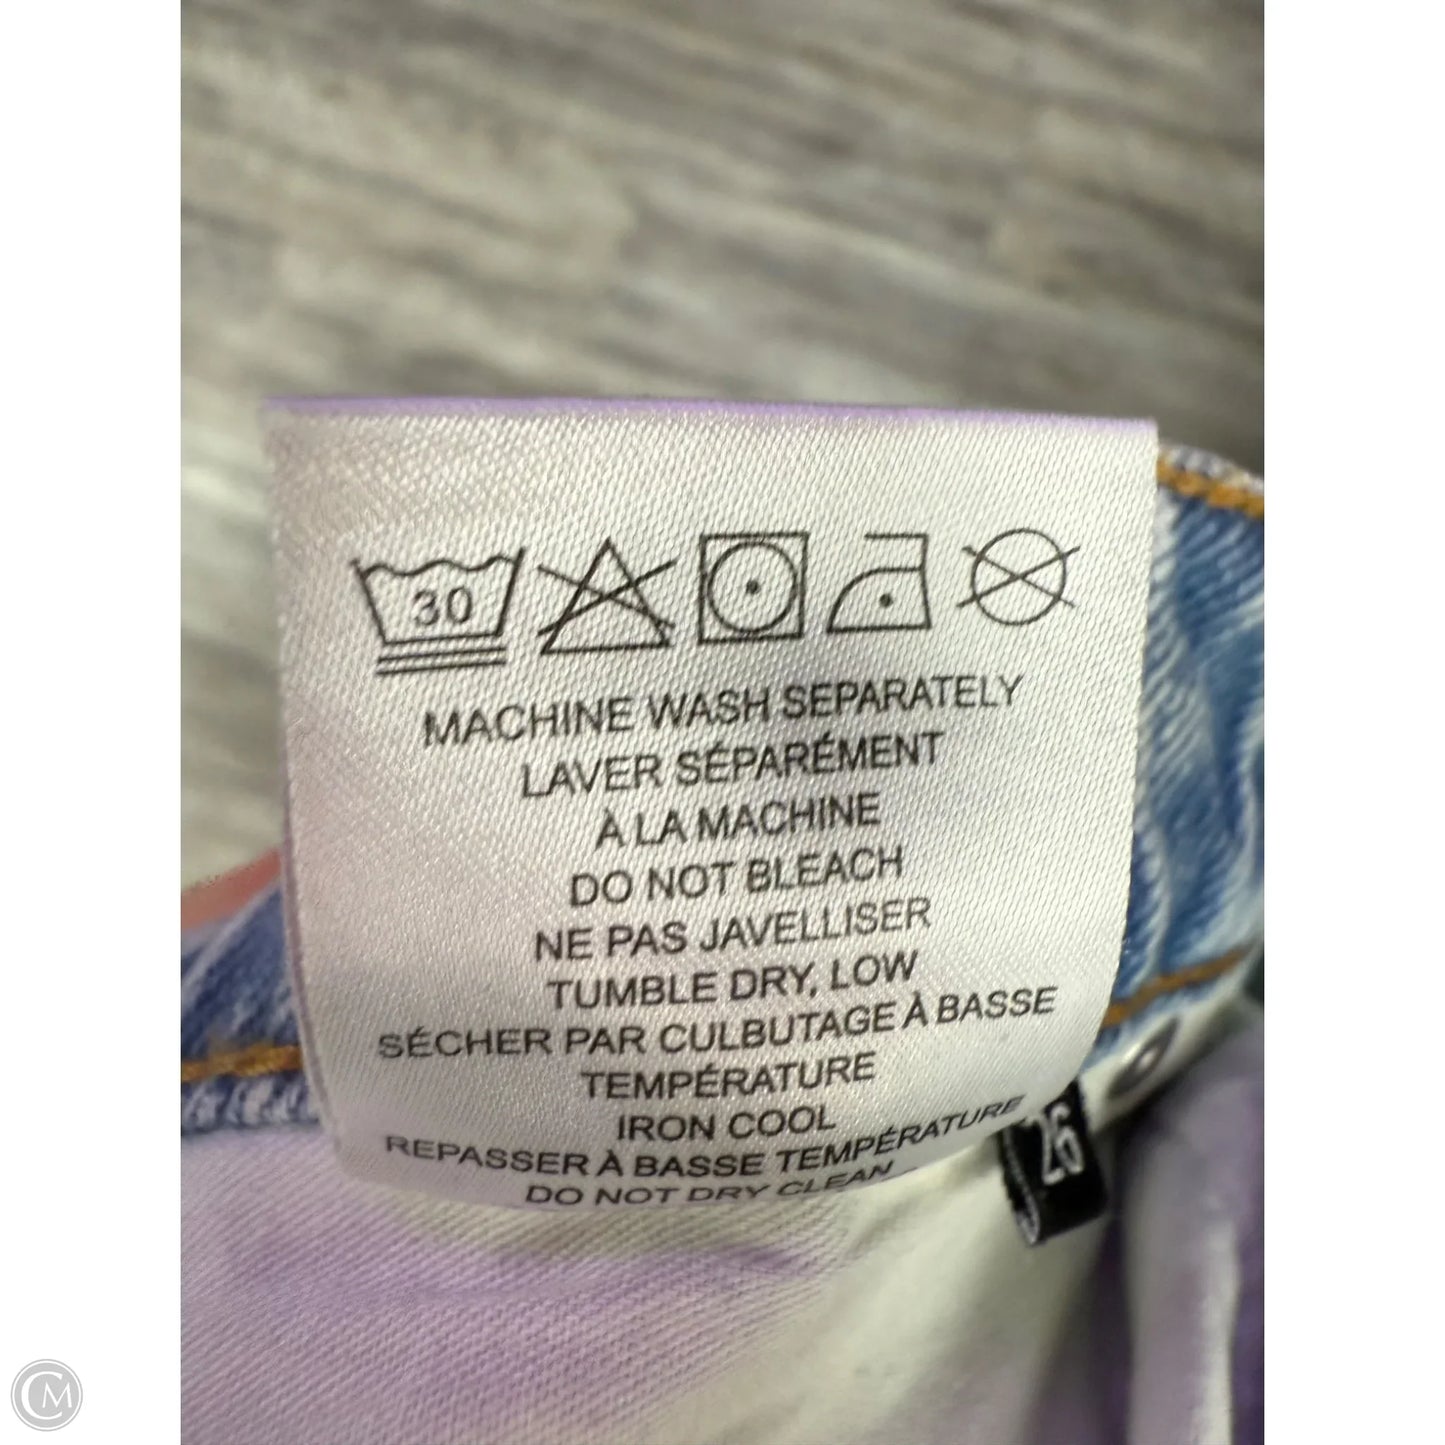 30
MACHINE WASH SEPARATELY
LAVER SÉPARÉMENT
À LA MACHINE
DO NOT BLEACH
NE PAS JAVELLISER
TUMBLE DRY, LOW
SÉCHER PAR CULBUTAGE À BASSE
TEMPÉRATURE
IRON COOL
REPASSER À BASSE TEMPÉRATURE
DO NOT DRY CLEAN
26
CM